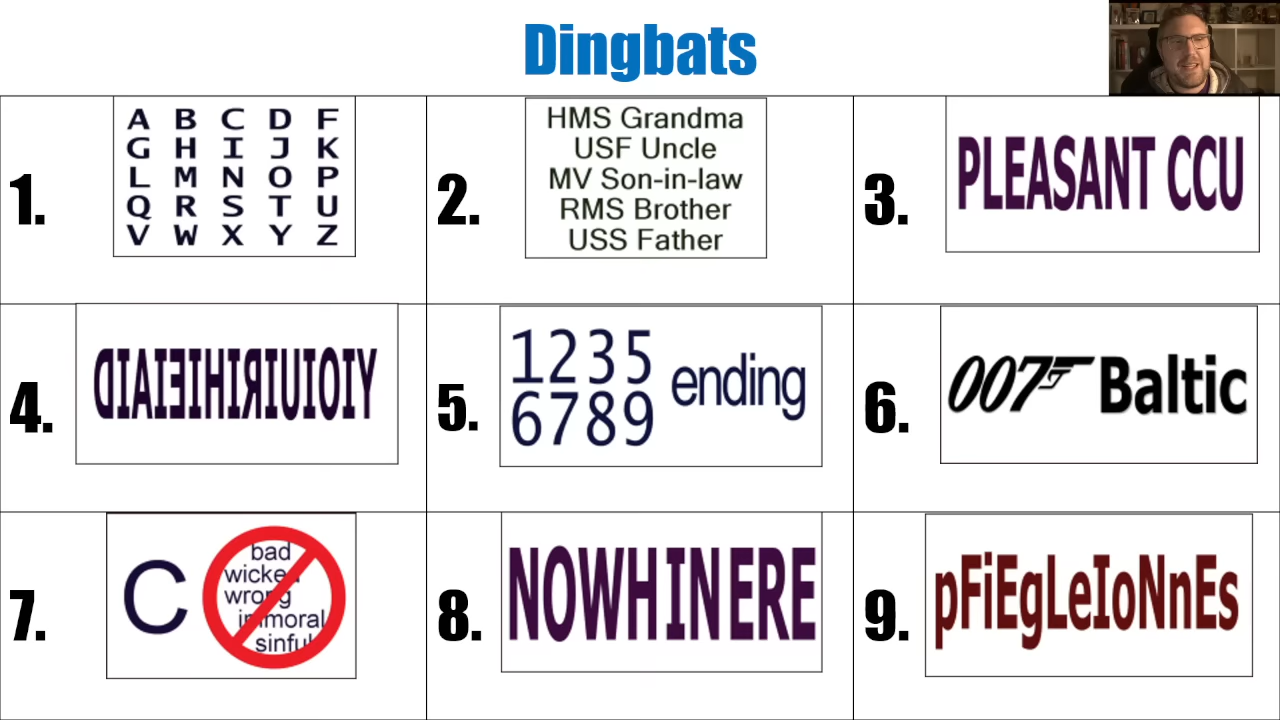 Dingbats
1.
A B C D F
G H I J K
L M N O P
Q R S T U
V W X Y Z
2.
HMS Grandma
USF Uncle
MV Son-in-law
RMS Brother
USS Father
3.
PLEASANT CCU
4.
YIOIUIRIHIEIAID
5.
1235
6789
ending
6.
007 Baltic
7.
C
bad
wicked
wrong
immoral
sinful
8.
NOWHINERE
9.
pFiEgLeIoNnEs